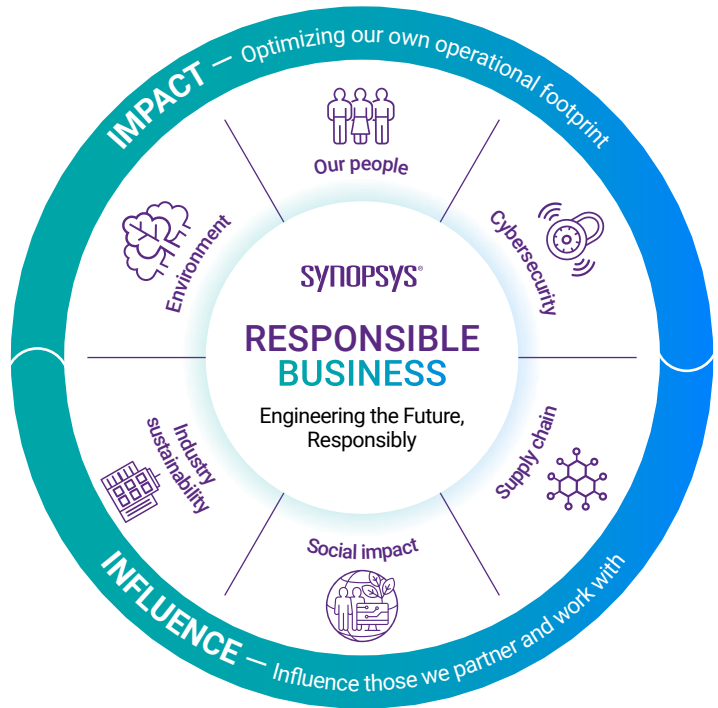 IMPACT — Optimizing our own operational footprint
Our people
Environment
Cybersecurity
SYNOPSYS®
RESPONSIBLE
BUSINESS
Engineering the Future,
Responsibly
Industry
sustainability
Supply chain
Social impact
INFLUENCE — Influence those we partner and work with